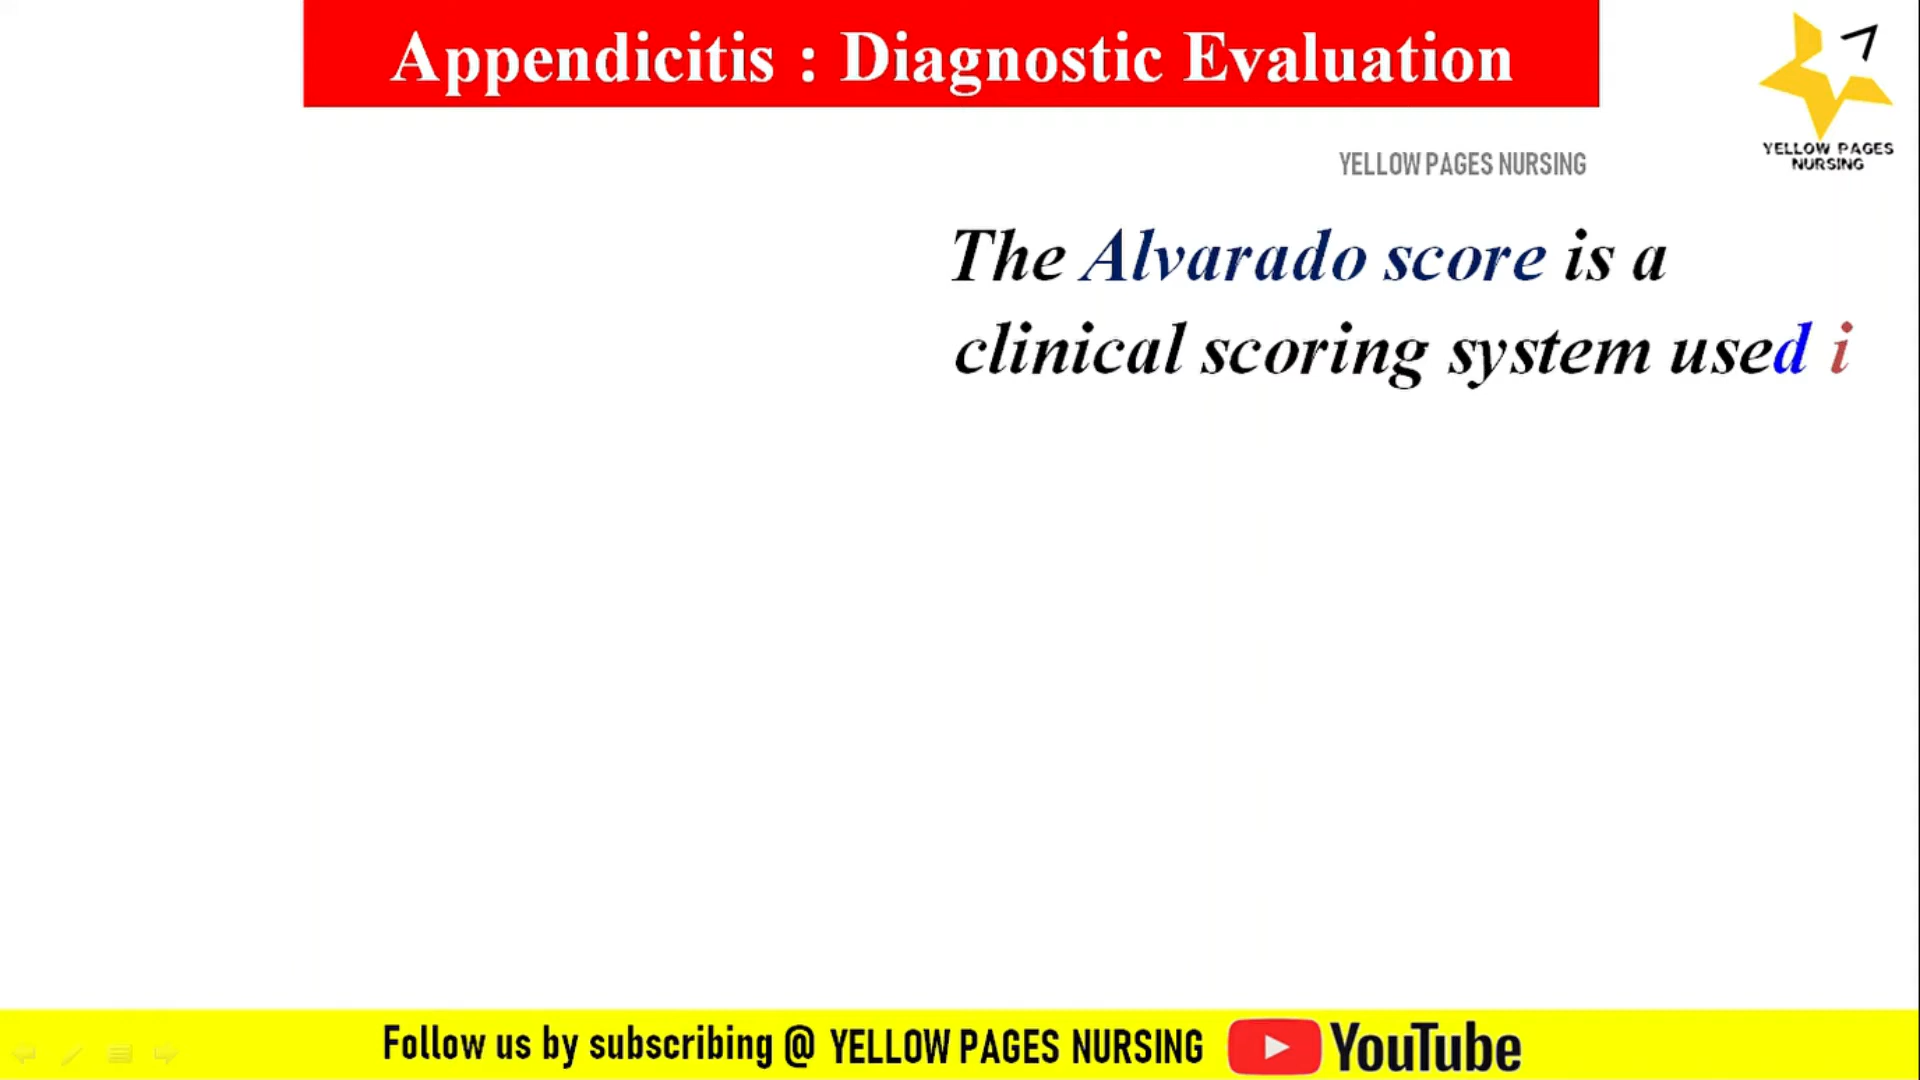 Appendicitis : Diagnostic Evaluation
YELLOW PAGES
NURSING
YELLOW PAGES NURSING
The Alvarado score is a
clinical scoring system used i
Follow us by subscribing @ YELLOW PAGES NURSING YouTube